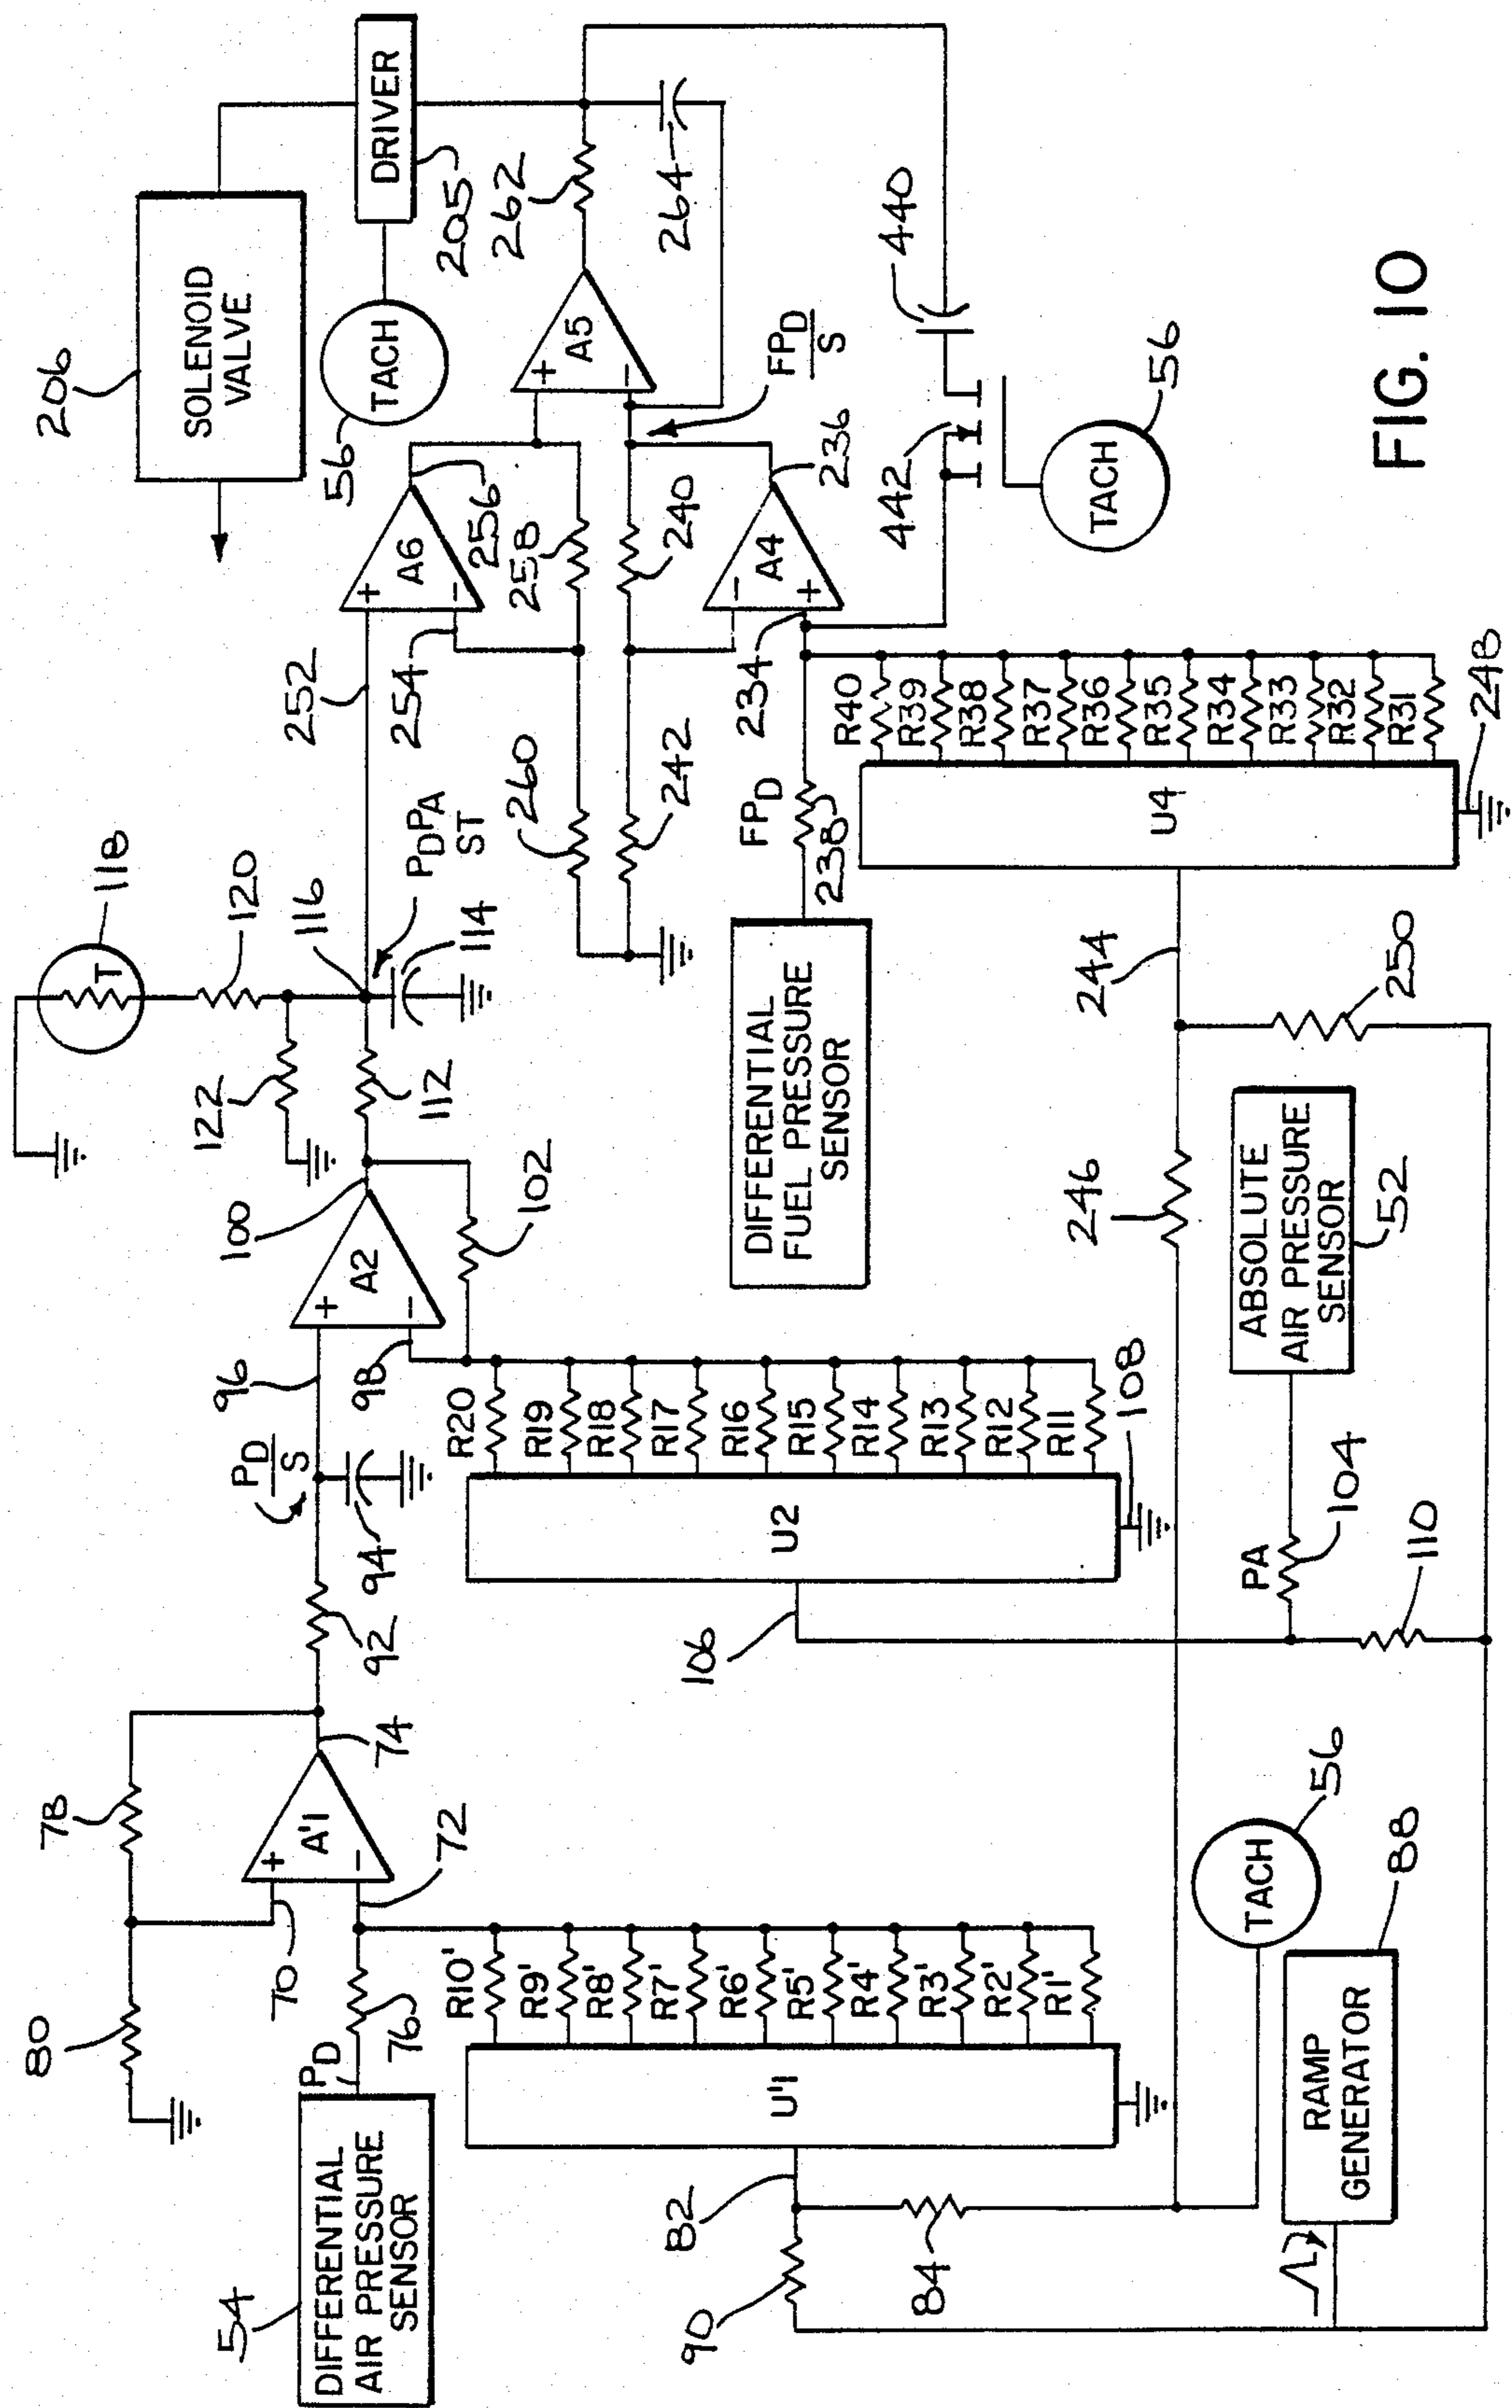 206
SOLENOID
VALVE
56
TACH
DRIVER
205
262
264
A5
+
−
FPD
S
A6
+
−
256
258
240
236
A4
−
+
234
252
254
260
242
118
T
120
116
PDPA
ST
114
122
112
100
102
A2
+
−
96
98
PD
S
94
92
R20
R19
R18
R17
R16
R15
R14
R13
R12
R11
U2
108
106
DIFFERENTIAL
FUEL PRESSURE
SENSOR
FPD
238
R40
R39
R38
R37
R36
R35
R34
R33
R32
R31
U4
248
440
442
TACH
56
244
250
246
ABSOLUTE
AIR PRESSURE
SENSOR
52
PA
104
110
78
80
A'1
+
−
70
72
74
76
PD
54
DIFFERENTIAL
AIR PRESSURE
SENSOR
R10'
R9'
R8'
R7'
R6'
R5'
R4'
R3'
R2'
R1'
U'1
82
84
90
TACH
56
RAMP
GENERATOR
88
FIG. 10